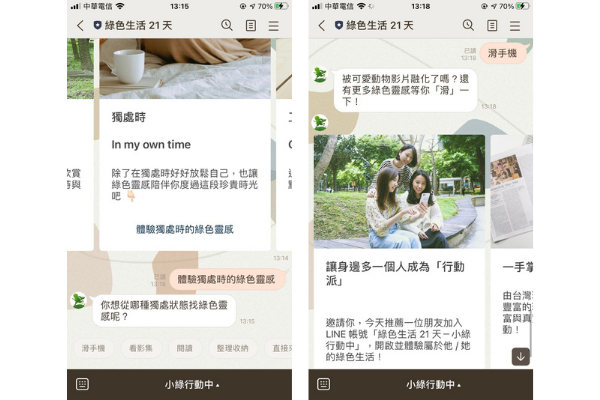 中華電信
13:15
70%
綠色生活 21 天
獨處時
In my own time
除了在獨處時好好放鬆自己，也讓
綠色靈感陪伴你度過這段珍貴時光
吧 👇🏻
體驗獨處時的綠色靈感
13:14
已讀
13:15
體驗獨處時的綠色靈感
你想從哪種獨處狀態找綠色靈
感呢？
13:15
滑手機
看影集
閱讀
整理收納
小綠行動中
中華電信
13:18
70%
綠色生活 21 天
已讀
13:18
滑手機
被可愛動物影片融化了嗎？還
有更多綠色靈感等你「滑」一
下！
13:18
讓身邊多一個人成為「行動
派」
邀請你，今天推薦一位朋友加入
LINE 帳號「綠色生活 21 天－小綠
行動中」，開啟並體驗屬於他 / 她
的綠色生活！
一手掌
由台灣
豐富的
富與真
動！
小綠行動中